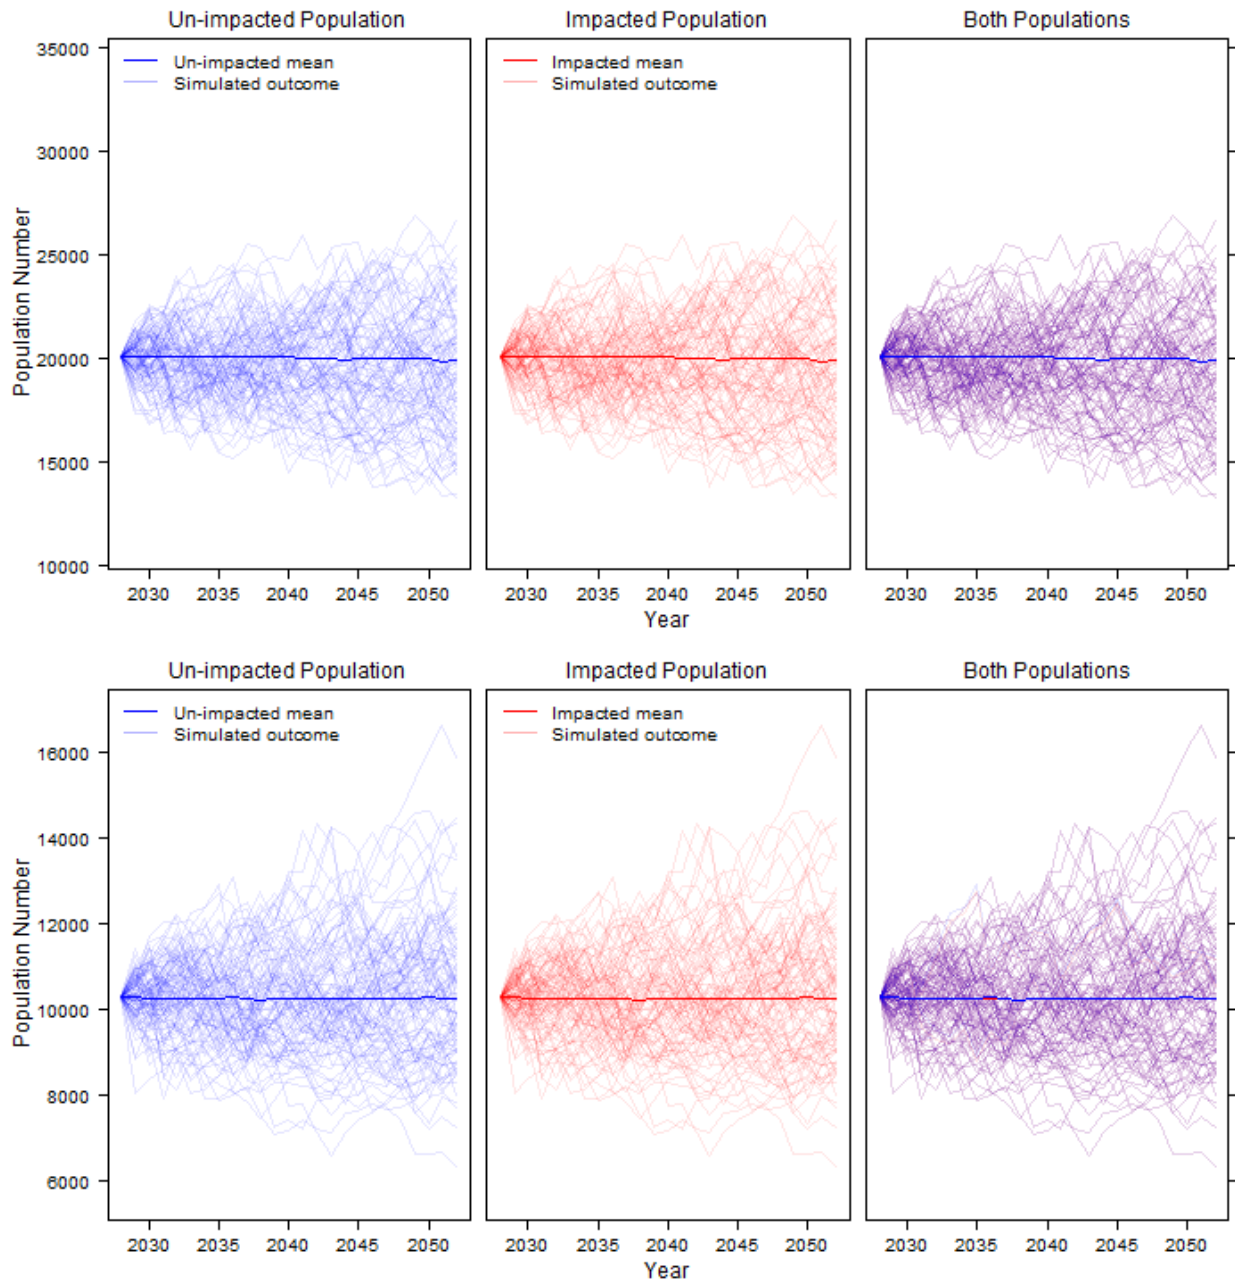 Un-impacted Population Impacted Population Both Populations
Un-impacted mean
Simulated outcome
Impacted mean
Simulated outcome
Population Number
35000
30000
25000
20000
15000
10000
2030 2035 2040 2045 2050 2030 2035 2040 2045 2050 2030 2035 2040 2045 2050
Year
Un-impacted Population Impacted Population Both Populations
Un-impacted mean
Simulated outcome
Impacted mean
Simulated outcome
Population Number
16000
14000
12000
10000
8000
6000
2030 2035 2040 2045 2050 2030 2035 2040 2045 2050 2030 2035 2040 2045 2050
Year